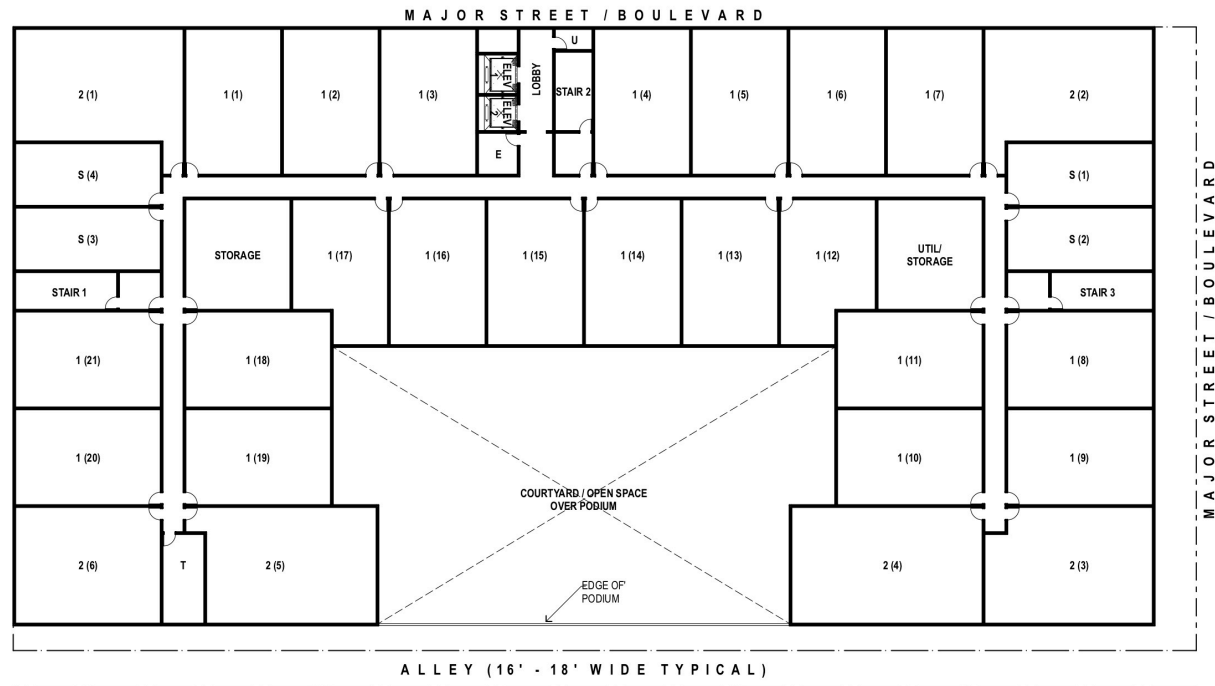 MAJOR STREET / BOULEVARD
U
2 (1)
1 (1)
1 (2)
1 (3)
ELEV
1
LOBBY
STAIR 2
1 (4)
1 (5)
1 (6)
1 (7)
2 (2)
ELEV
2
E
S (4)
S (1)
S (3)
S (2)
STORAGE
1 (17)
1 (16)
1 (15)
1 (14)
1 (13)
1 (12)
UTIL/
STORAGE
STAIR 1
STAIR 3
1 (21)
1 (18)
1 (11)
1 (8)
1 (20)
1 (19)
1 (10)
1 (9)
COURTYARD / OPEN SPACE
OVER PODIUM
2 (6)
T
2 (5)
EDGE OF'
PODIUM
2 (4)
2 (3)
MAJOR STREET / BOULEVARD
ALLEY (16' - 18' WIDE TYPICAL)